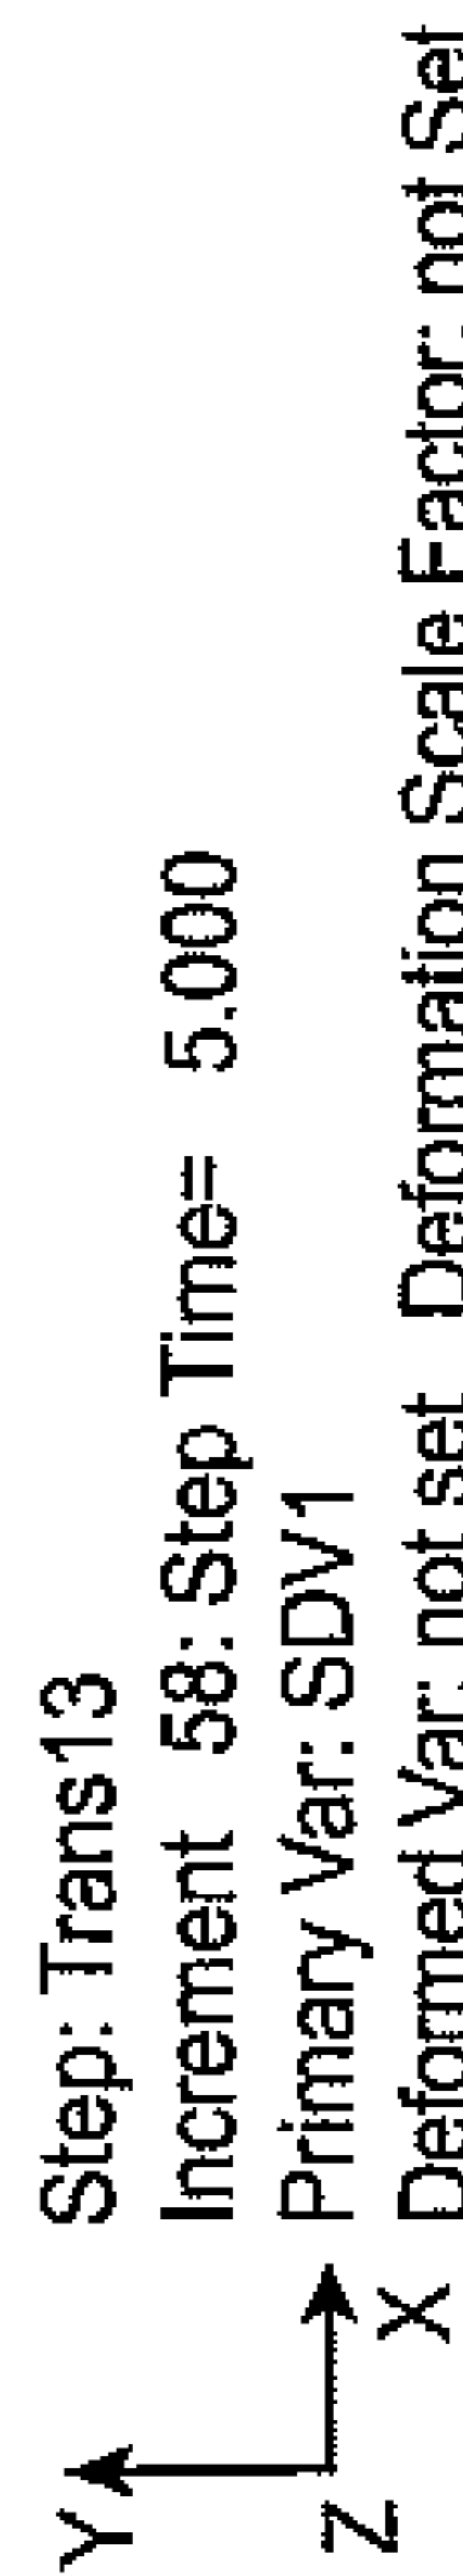 Step: Trans13
Increment 58: Step Time= 5.000
Primary Var: SDV1
Deformed Var: not set Deformation Scale Factor: not Set
Y
X
Z